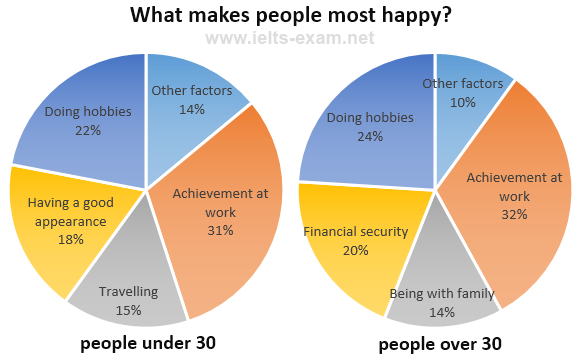 What makes people most happy?
www.ielts-exam.net
Other factors
14%
Achievement at
work
31%
Travelling
15%
Having a good
appearance
18%
Doing hobbies
22%
people under 30
Other factors
10%
Achievement at
work
32%
Being with family
14%
Financial security
20%
Doing hobbies
24%
people over 30